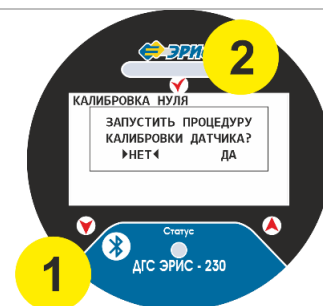 ЭРИС
2
КАЛИБРОВКА НУЛЯ
ЗАПУСТИТЬ ПРОЦЕДУРУ
КАЛИБРОВКИ ДАТЧИКА?
НЕТ ДА
Статус
ДГС ЭРИС - 230
1